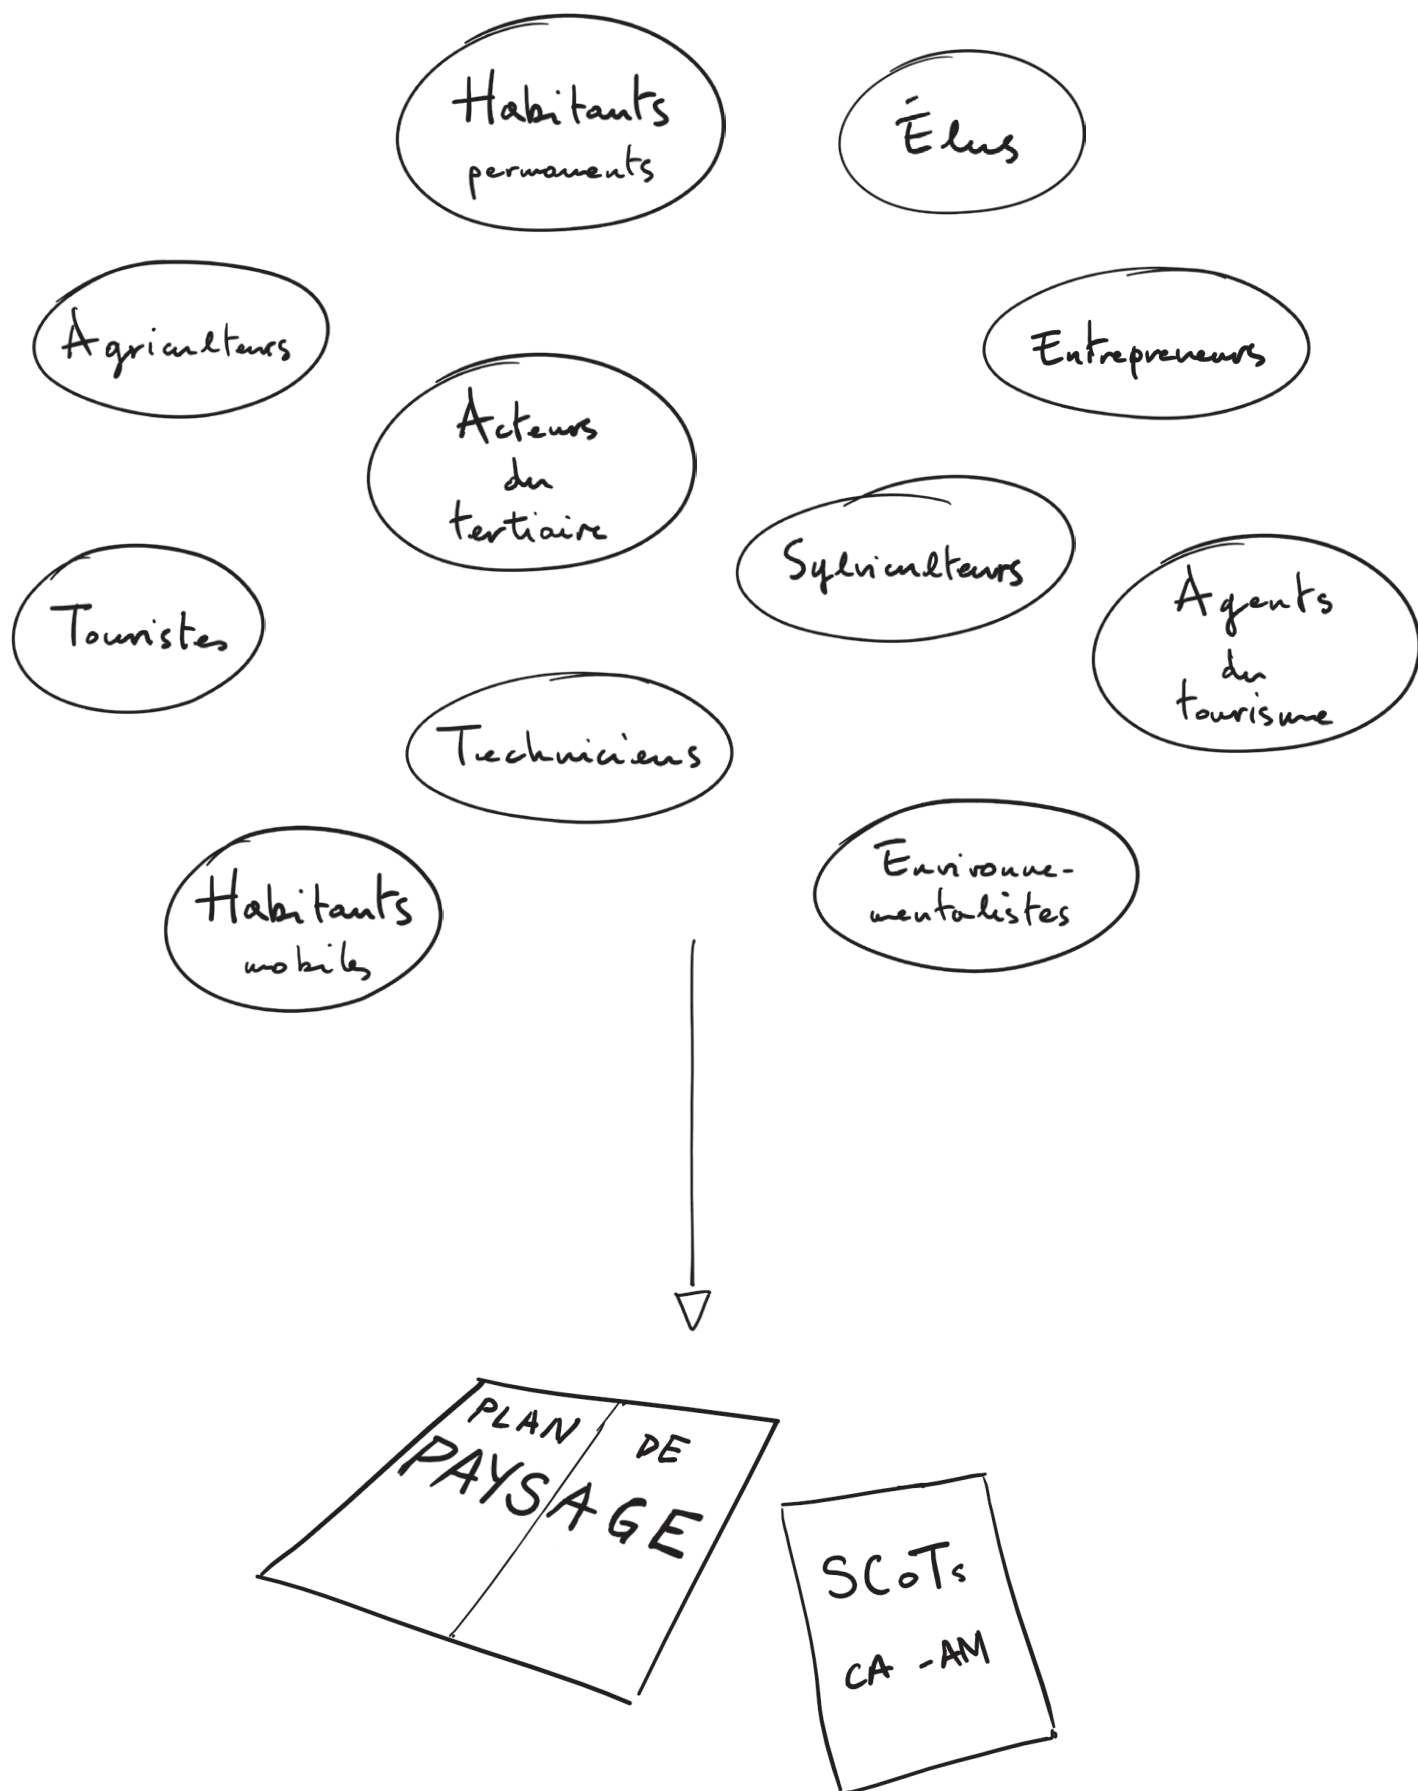 Habitants
permanents
Élus
Agriculteurs
Entrepreneurs
Acteurs
du
tertiaire
Sylviculteurs
Agents
du
tourisme
Touristes
Techniciens
Habitants
mobiles
Environne-
mentalistes
PLAN DE
PAYSAGE
SCoTs
CA - AM